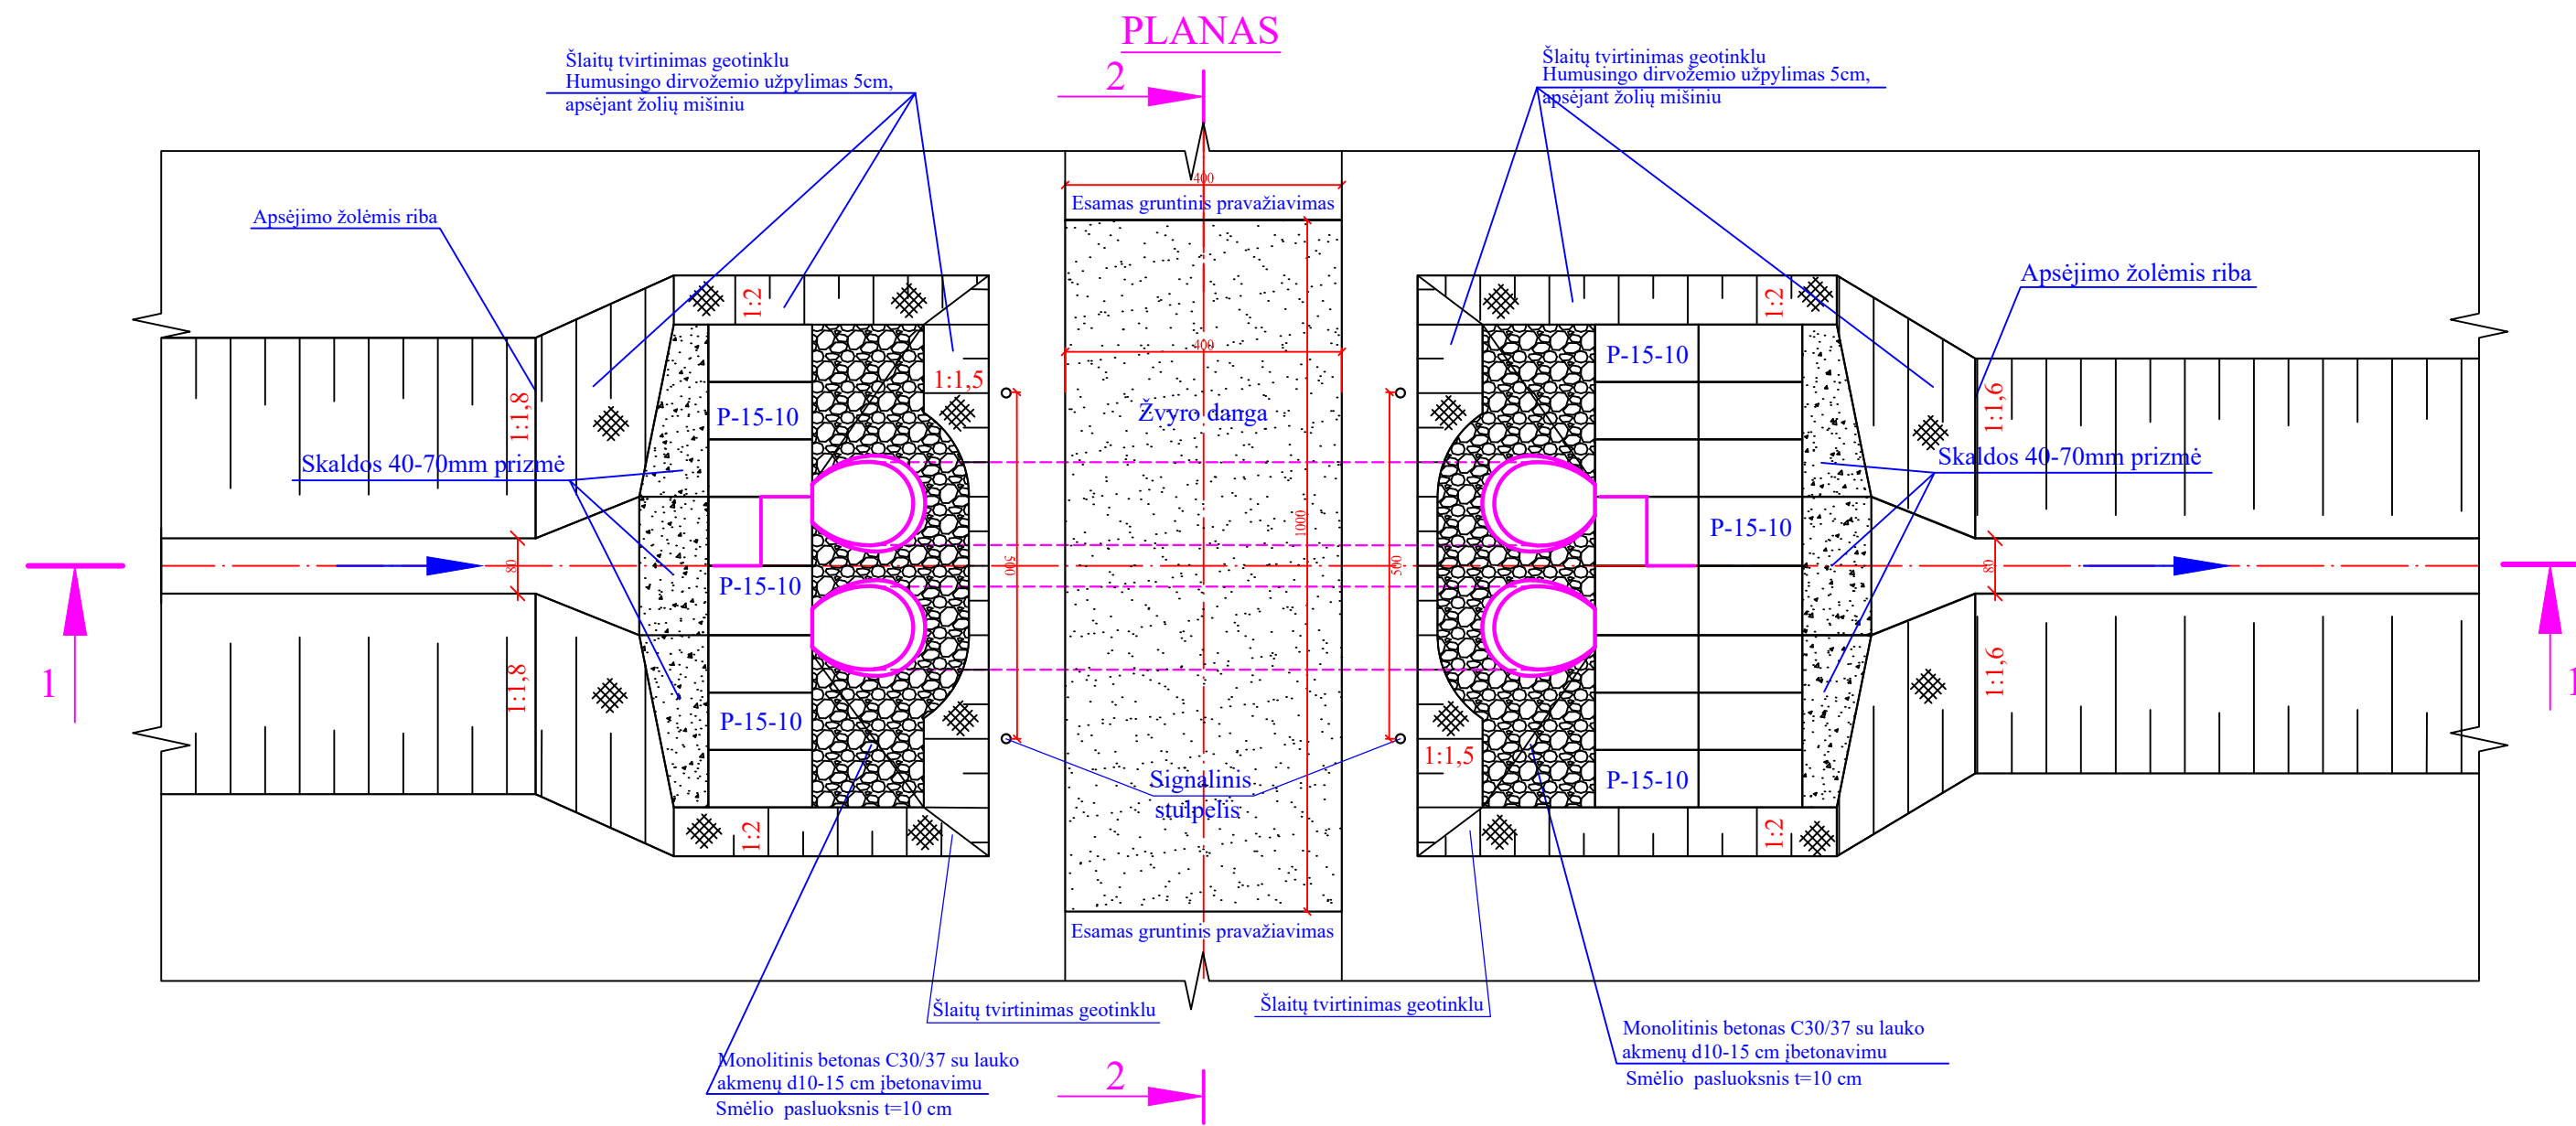 PLANAS
2
Šlaitų tvirtinimas geotinklu
Humusingo dirvožemio užpylimas 5cm,
apsėjant žolių mišiniu
Šlaitų tvirtinimas geotinklu
Humusingo dirvožemio užpylimas 5cm,
apsėjant žolių mišiniu
400
Esamas gruntinis pravažiavimas
Apsėjimo žolėmis riba
Apsėjimo žolėmis riba
1:2
1:2
400
P-15-10
1:1,5
1:1,8
P-15-10
Žvyro danga
1:1,6
Skaldos 40-70mm prizmė
Skaldos 40-70mm prizmė
1000
P-15-10
80
500
500
80
P-15-10
1
1:1,8
P-15-10
1:1,6
1
1:1,5
Signalinis
stulpelis
P-15-10
1:2
1:2
Esamas gruntinis pravažiavimas
Šlaitų tvirtinimas geotinklu
Šlaitų tvirtinimas geotinklu
Monolitinis betonas C30/37 su lauko
akmenų d10-15 cm įbetonavimu
Smėlio pasluoksnis t=10 cm
Monolitinis betonas C30/37 su lauko
akmenų d10-15 cm įbetonavimu
Smėlio pasluoksnis t=10 cm
2